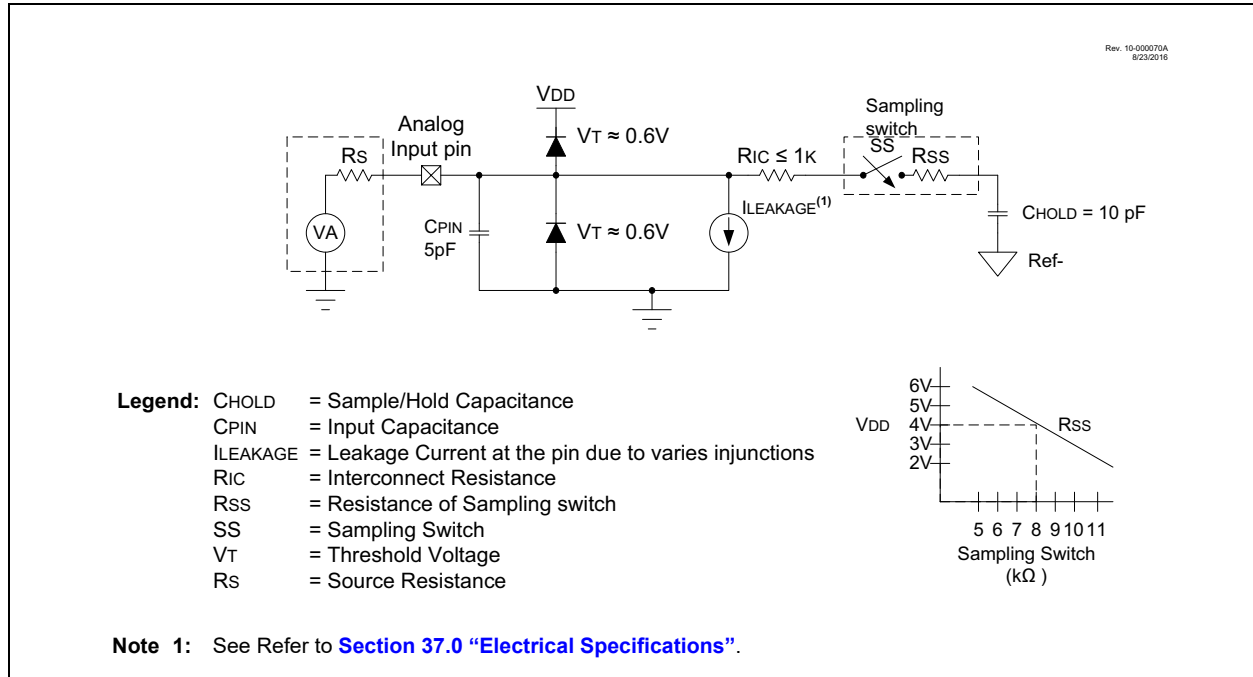 Rev. 10-000070A
8/23/2016
VDD
Sampling
switch
Analog
Input pin
VT ≈ 0.6V
RS
RIC ≤ 1K
SS
RSS
ILEAKAGE(1)
VA
CPIN
5pF
VT ≈ 0.6V
CHOLD = 10 pF
Ref-
Legend: CHOLD = Sample/Hold Capacitance
CPIN = Input Capacitance
ILEAKAGE = Leakage Current at the pin due to varies injunctions
RIC = Interconnect Resistance
RSS = Resistance of Sampling switch
SS = Sampling Switch
VT = Threshold Voltage
RS = Source Resistance
6V
5V
VDD 4V
RSS
3V
2V
5 6 7 8 9 10 11
Sampling Switch
(kΩ )
Note 1: See Refer to Section 37.0 “Electrical Specifications”.